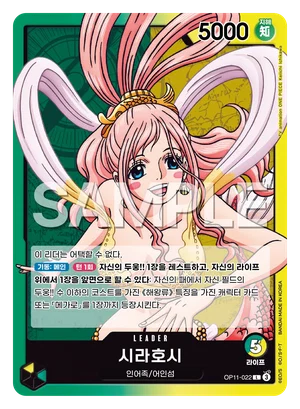 5000
지혜
知
SAMPLE
이 리더는 어택할 수 없다.
기동: 메인 턴 1회 자신의 두웅!! 1장을 레스트하고, 자신의 라이프
위에서 1장을 앞면으로 할 수 있다: 자신의 패에서 자신 필드의
두웅!! 수 이하의 코스트를 가진 《해왕류》 특징을 가진 캐릭터 카드
또는 「메가로」를 1장까지 등장시킨다.
LEADER
시라호시
인어족/어인섬
5
라이프
OP11-022 L